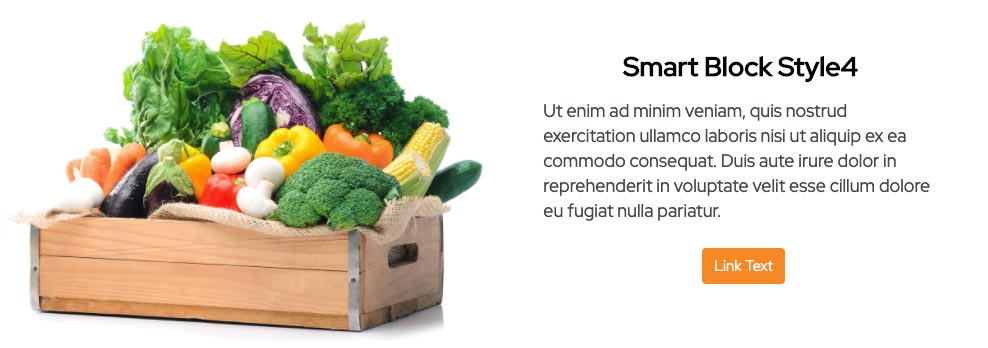 Smart Block Style4
Ut enim ad minim veniam, quis nostrud
exercitation ullamco laboris nisi ut aliquip ex ea
commodo consequat. Duis aute irure dolor in
reprehenderit in voluptate velit esse cillum dolore
eu fugiat nulla pariatur.
Link Text